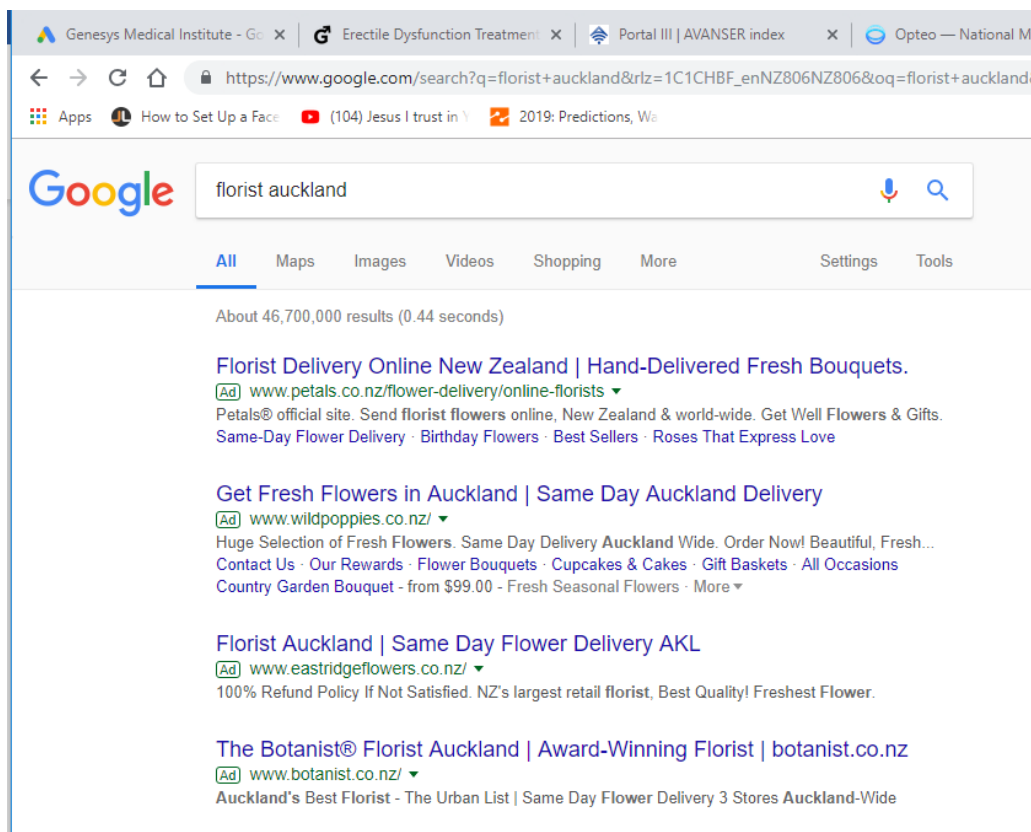 Genesys Medical Institute - Go
Erectile Dysfunction Treatment
Portal III | AVANSER index
Opteo — National M
https://www.google.com/search?q=florist+auckland&rlz=1C1CHBF_enNZ806NZ806&oq=florist+auckland&
Apps How to Set Up a Face (104) Jesus I trust in Y 2019: Predictions, Wa
Google florist auckland
All Maps Images Videos Shopping More Settings Tools
About 46,700,000 results (0.44 seconds)
Florist Delivery Online New Zealand | Hand-Delivered Fresh Bouquets.
Ad www.petals.co.nz/flower-delivery/online-florists
Petals® official site. Send florist flowers online, New Zealand & world-wide. Get Well Flowers & Gifts.
Same-Day Flower Delivery · Birthday Flowers · Best Sellers · Roses That Express Love
Get Fresh Flowers in Auckland | Same Day Auckland Delivery
Ad www.wildpoppies.co.nz/
Huge Selection of Fresh Flowers. Same Day Delivery Auckland Wide. Order Now! Beautiful, Fresh...
Contact Us · Our Rewards · Flower Bouquets · Cupcakes & Cakes · Gift Baskets · All Occasions
Country Garden Bouquet - from $99.00 - Fresh Seasonal Flowers · More
Florist Auckland | Same Day Flower Delivery AKL
Ad www.eastridgeflowers.co.nz/
100% Refund Policy If Not Satisfied. NZ's largest retail florist, Best Quality! Freshest Flower.
The Botanist® Florist Auckland | Award-Winning Florist | botanist.co.nz
Ad www.botanist.co.nz/
Auckland's Best Florist - The Urban List | Same Day Flower Delivery 3 Stores Auckland-Wide